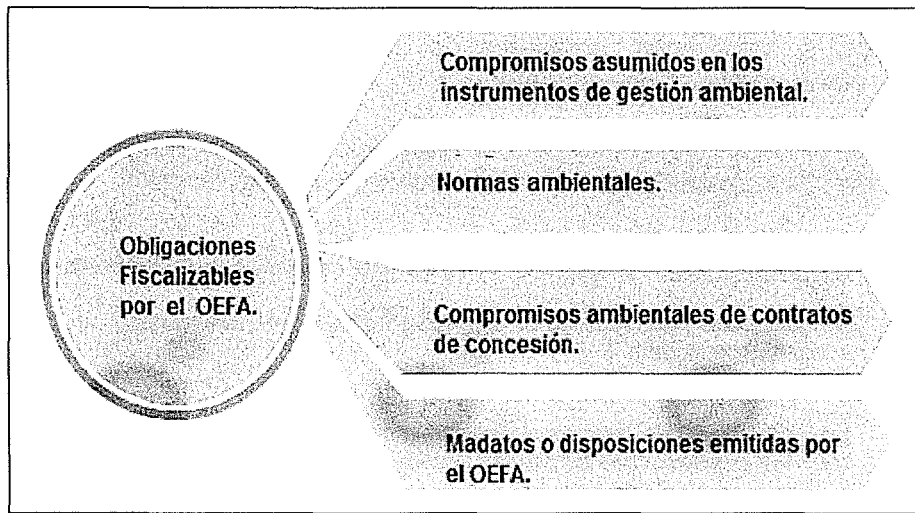 Compromisos asumidos en los
instrumentos de gestión ambiental.
Normas ambientales.
Obligaciones
Fiscalizables
por el OEFA.
Compromisos ambientales de contratos
de concesión.
Madatos o disposiciones emitidas por
el OEFA.